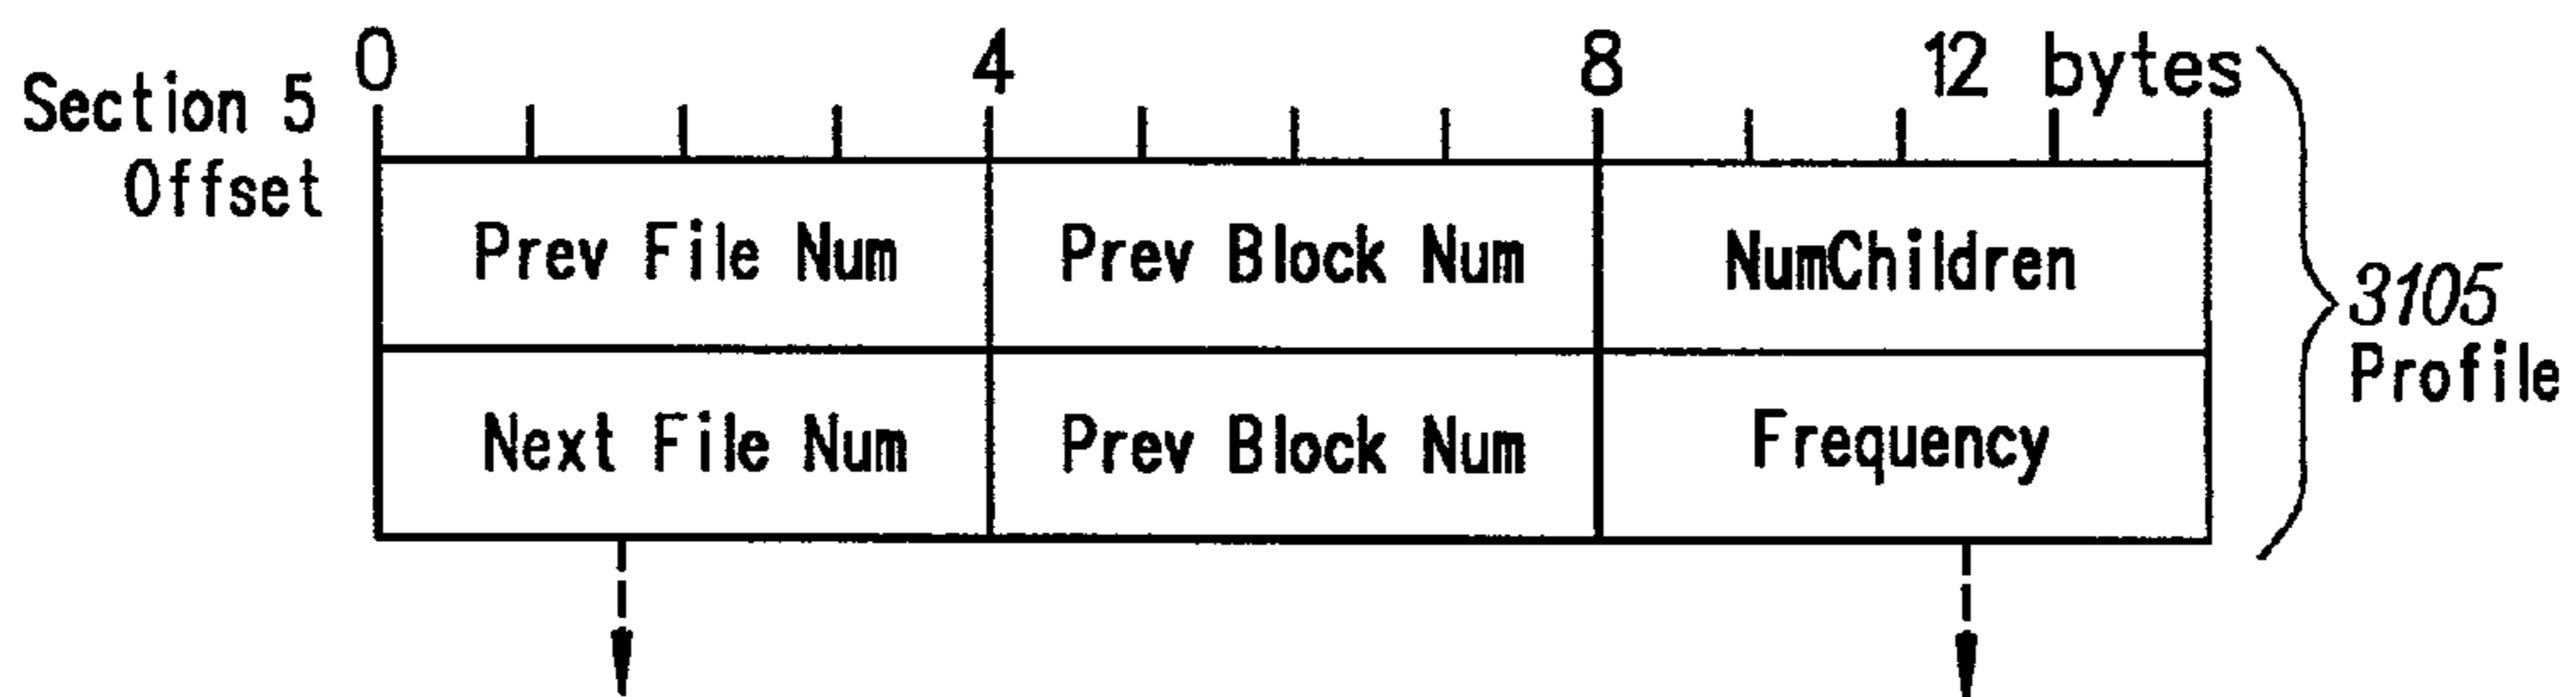 Section 5 Offset
0 4 8 12 bytes
Prev File Num Prev Block Num NumChildren
Next File Num Prev Block Num Frequency
3105
Profile